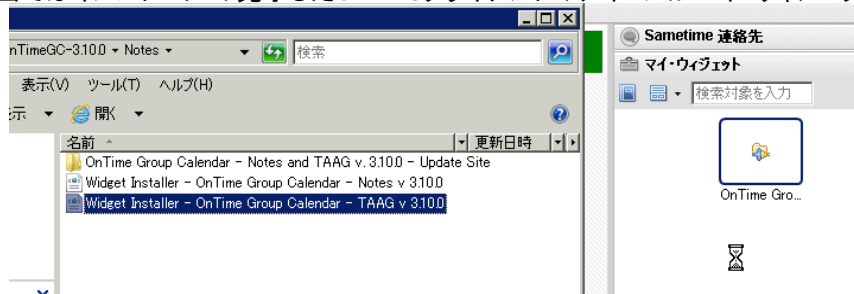 Sametime 連絡先
nTimeGC-3.10.0 ▾ Notes ▾
検索
マイ・ウィジェット
表示(V) ツール(T) ヘルプ(H)
検索対象を入力
示 ▾ 開く ▾
名前 更新日時
OnTime Group Calendar - Notes and TAAG v. 3.10.0 - Update Site
Widget Installer - OnTime Group Calendar - Notes v 3.10.0
Widget Installer - OnTime Group Calendar - TAAG v 3.10.0
OnTime Gro...